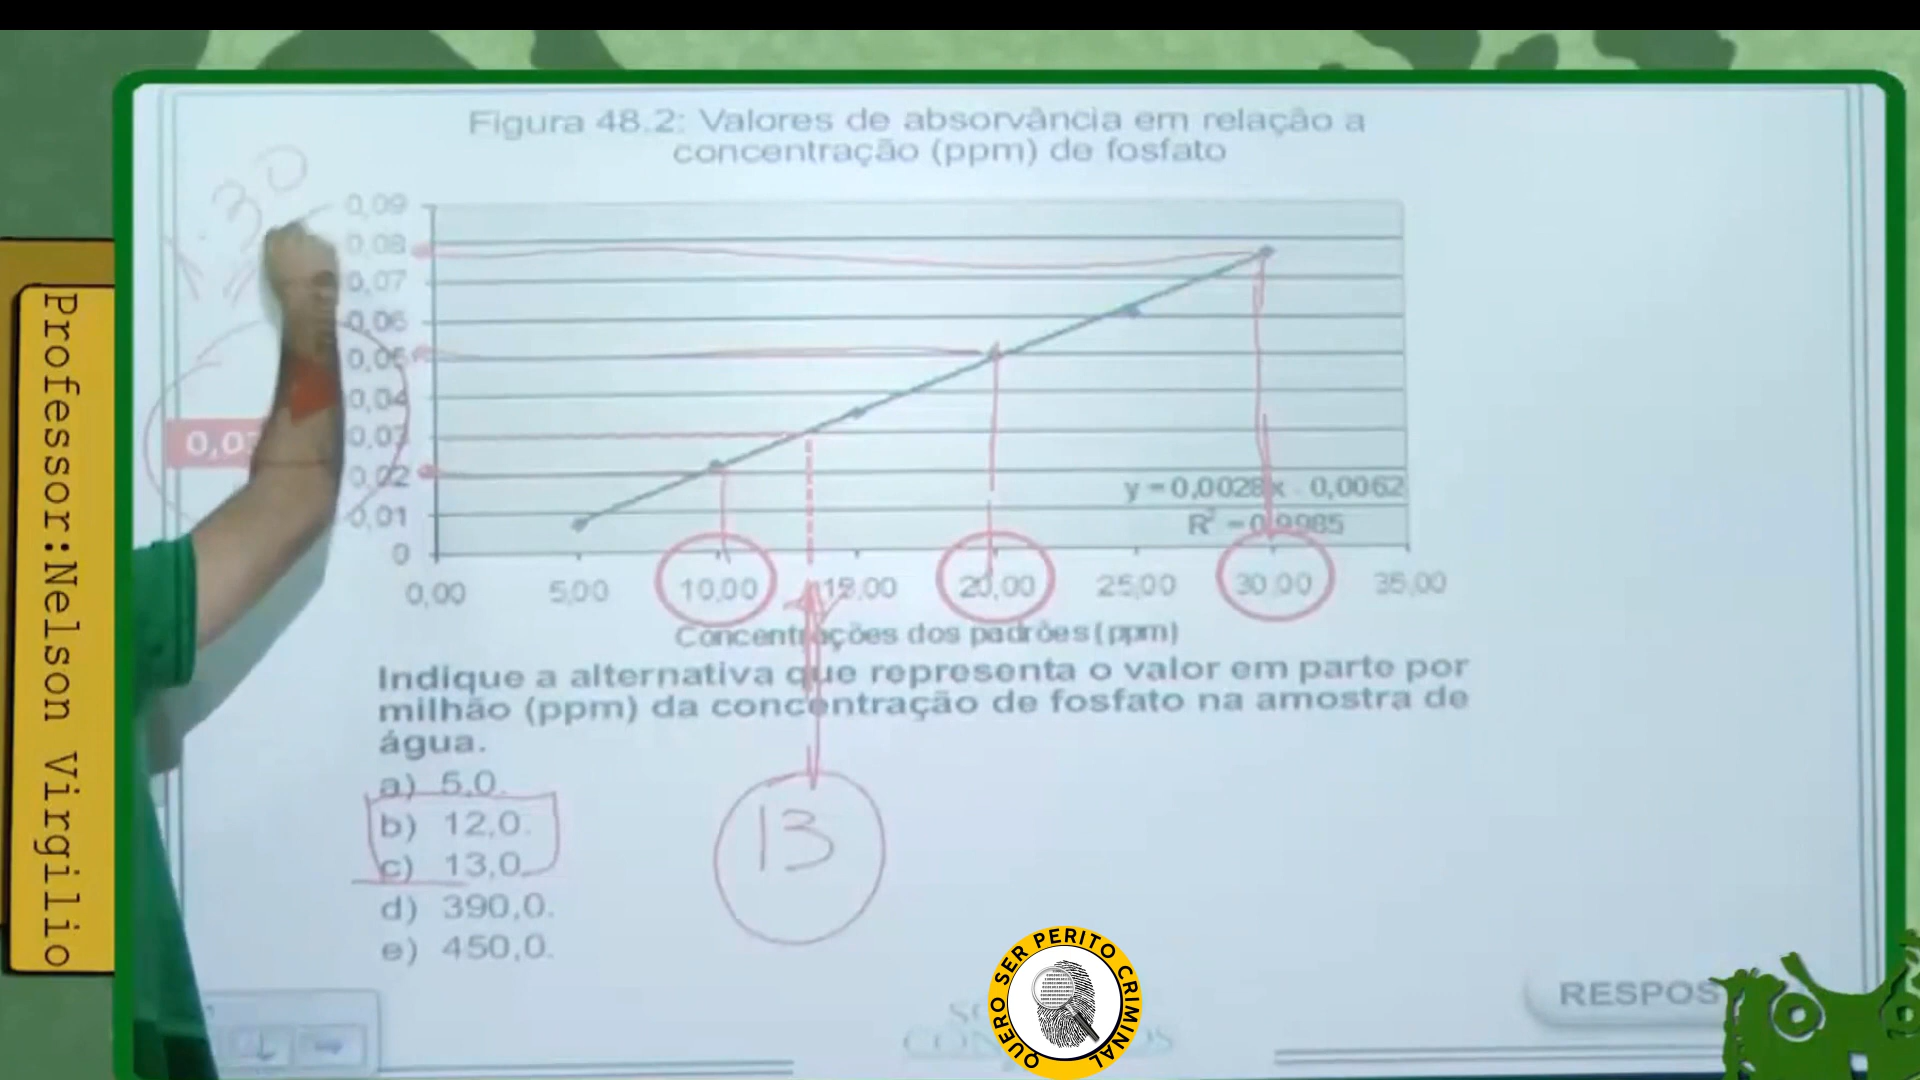 Figura 48.2: Valores de absorvância em relação a
concentração (ppm) de fosfato
30
0,09
0,08
0,07
0,06
0,05
0,04
0,03
0,02
0,01
0
y = 0,0028x - 0,0062
R² = 0,9985
0,00 5,00 10,00 15,00 20,00 25,00 30,00 35,00
Concentrações dos padrões (ppm)
Indique a alternativa que representa o valor em parte por
milhão (ppm) da concentração de fosfato na amostra de
água.
a) 5,0.
b) 12,0.
c) 13,0.
d) 390,0.
e) 450,0.
13
Professor:Nelson Virgilio
QUERO SER PERITO CRIMINAL